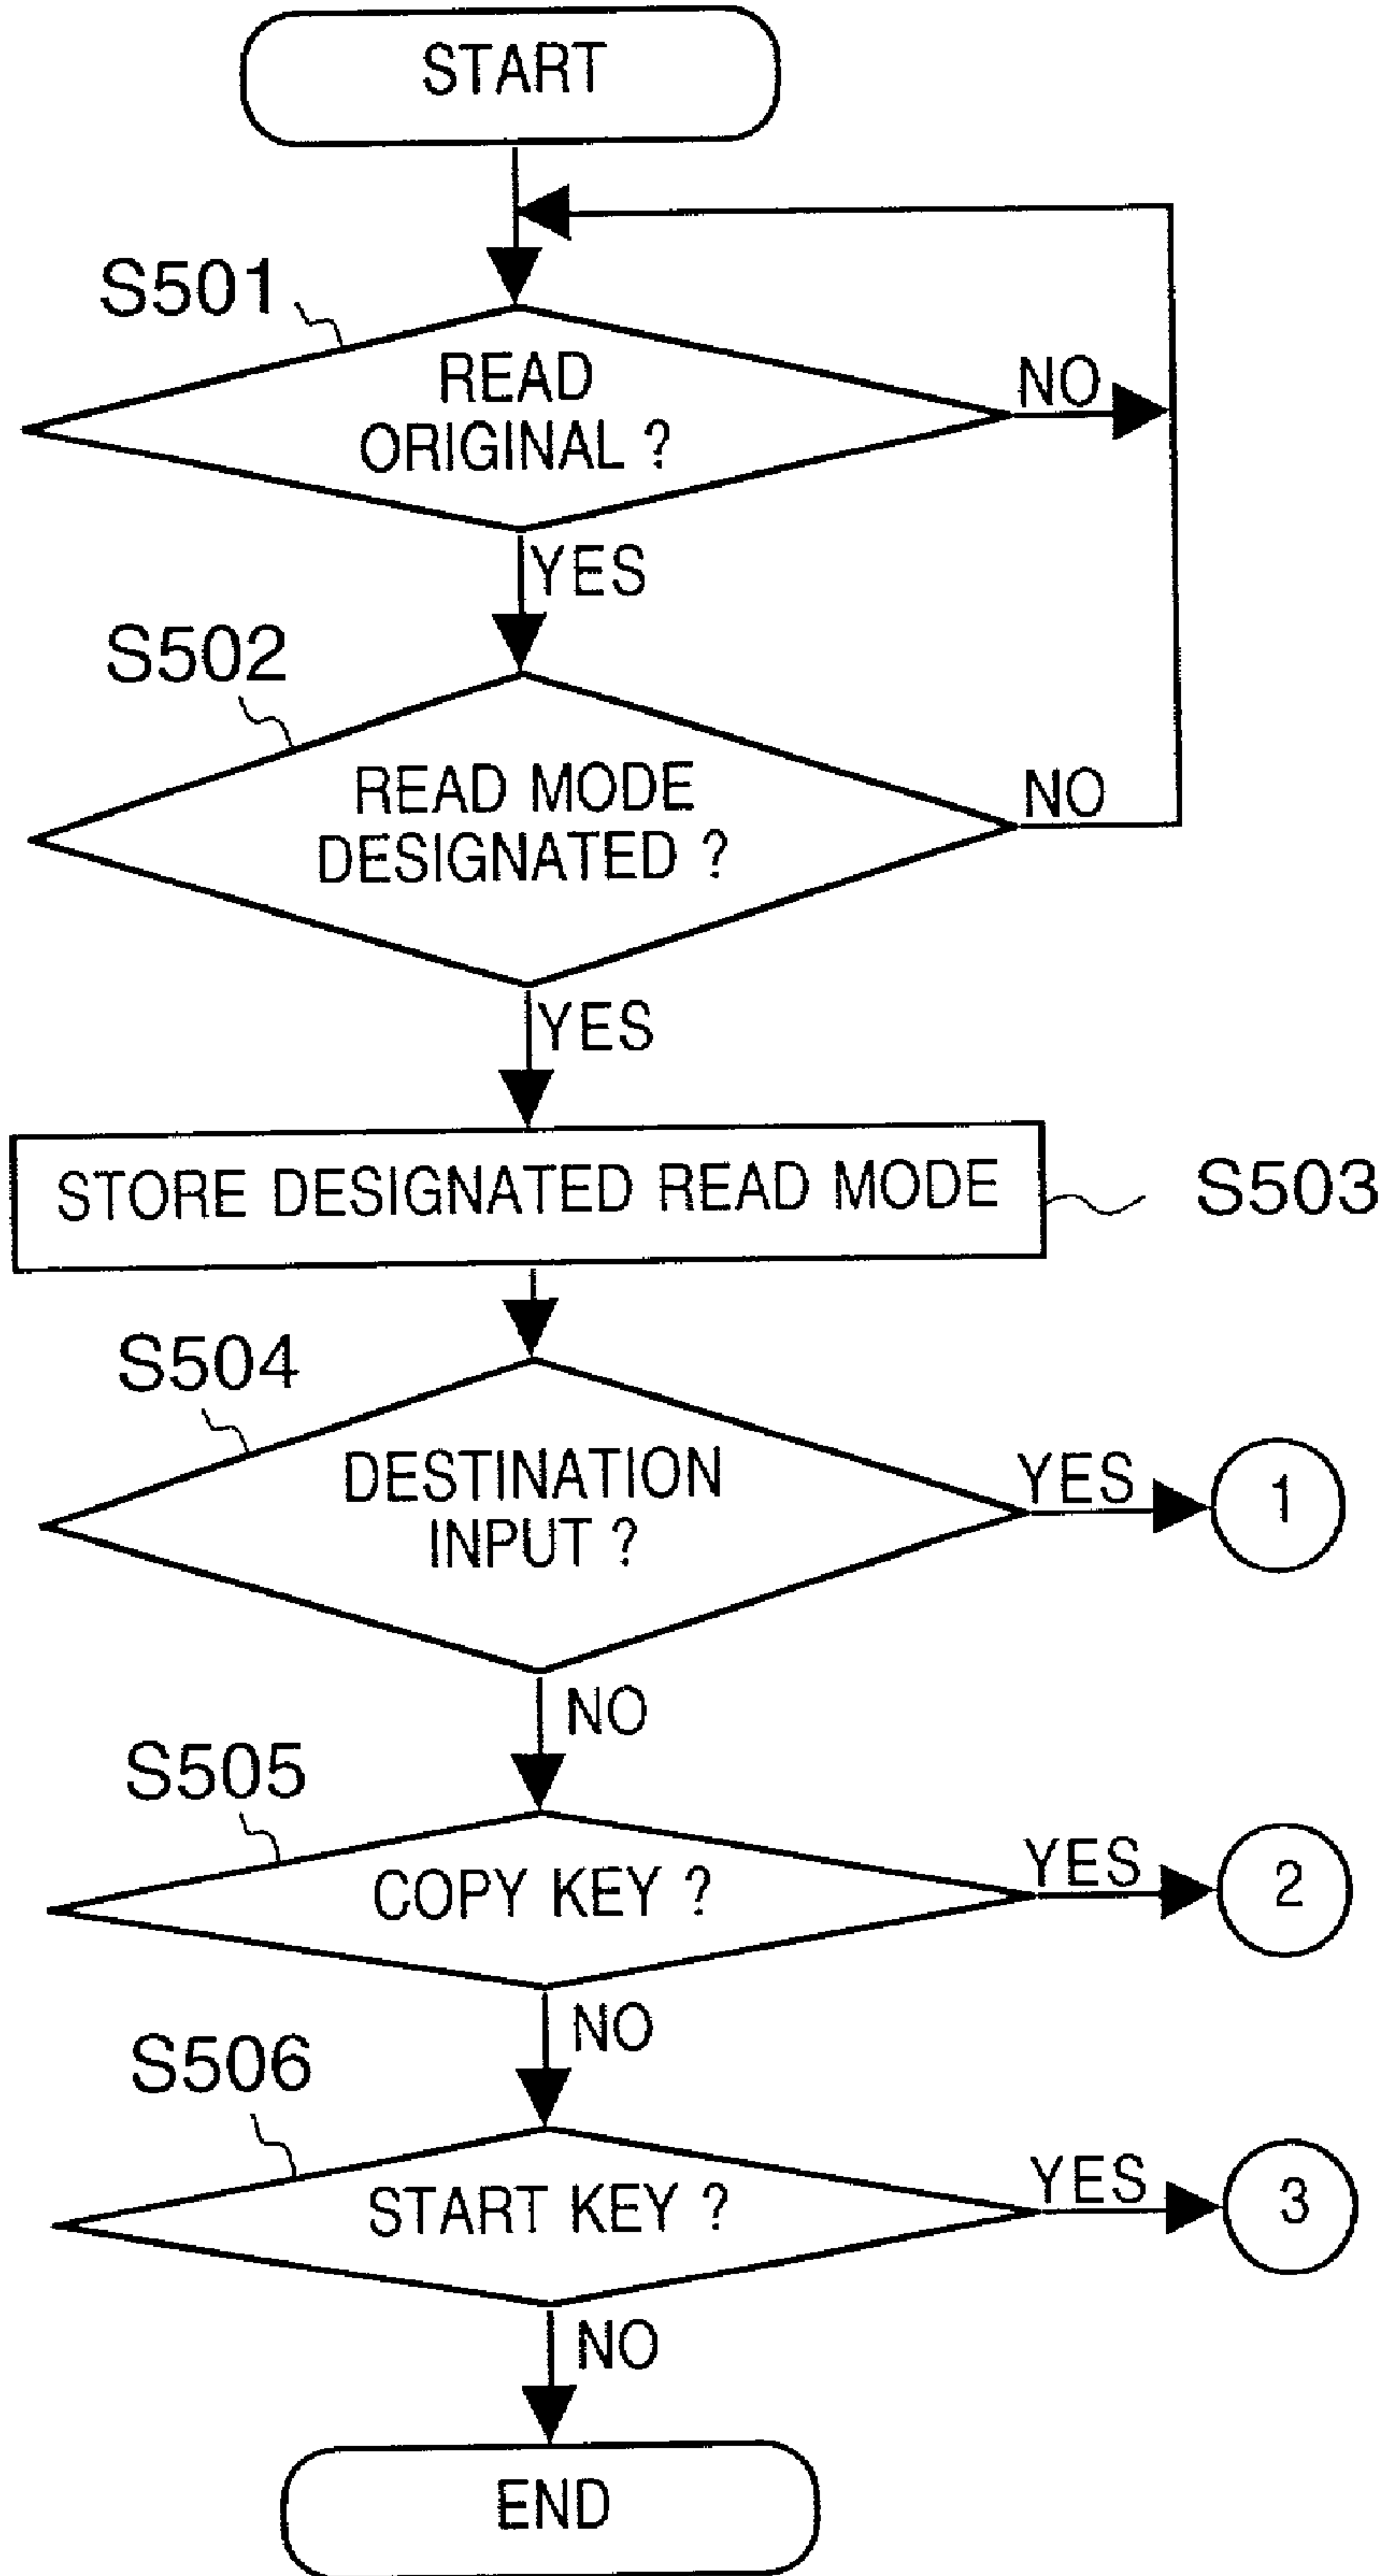 START
S501
READ
ORIGINAL ?
NO
YES
S502
READ MODE
DESIGNATED ?
NO
YES
STORE DESIGNATED READ MODE
S503
S504
DESTINATION
INPUT ?
YES
1
NO
S505
COPY KEY ?
YES
2
NO
S506
START KEY ?
YES
3
NO
END